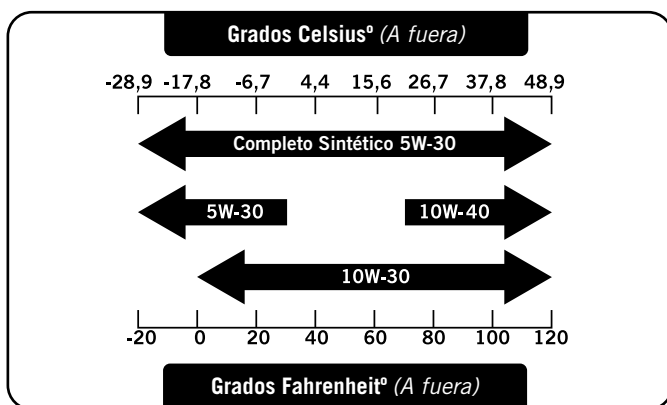 Grados Celsiusº (A fuera)
-28,9 -17,8 -6,7 4,4 15,6 26,7 37,8 48,9
Completo Sintético 5W-30
5W-30 10W-40
10W-30
-20 0 20 40 60 80 100 120
Grados Fahrenheitº (A fuera)